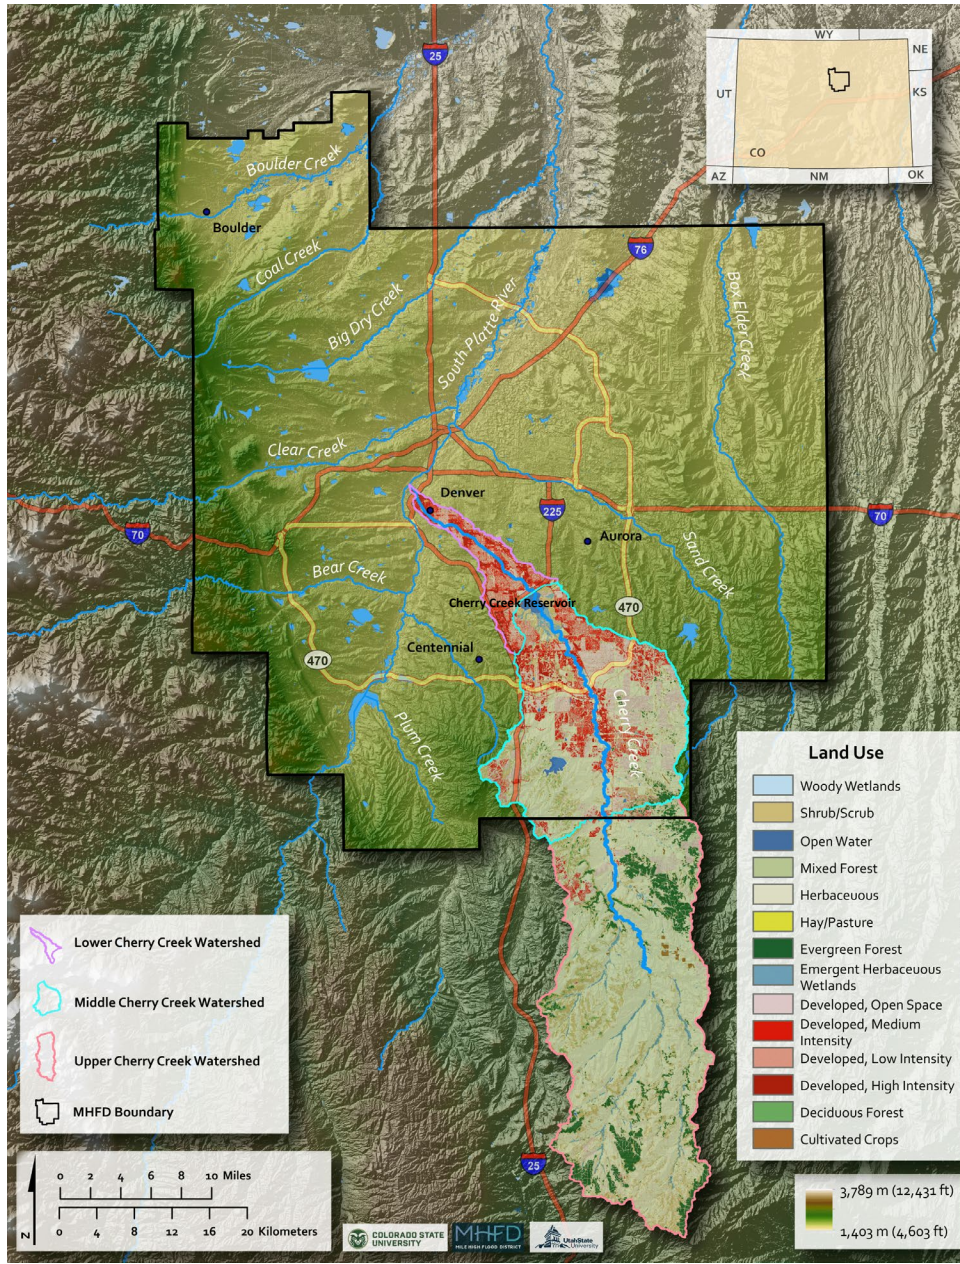 25
WY
NE
UT
KS
CO
AZ
NM
OK
Boulder Creek
Boulder
Coal Creek
76
Big Dry Creek
South Platte River
Box Elder Creek
Clear Creek
Denver
225
70
70
Aurora
Sand Creek
Bear Creek
Cherry Creek Reservoir
470
Centennial
470
Cherry Creek
Plum Creek
Land Use
Woody Wetlands
Shrub/Scrub
Open Water
Mixed Forest
Herbaceuous
Hay/Pasture
Evergreen Forest
Emergent Herbaceuous
Wetlands
Developed, Open Space
Developed, Medium
Intensity
Developed, Low Intensity
Developed, High Intensity
Deciduous Forest
Cultivated Crops
Lower Cherry Creek Watershed
Middle Cherry Creek Watershed
Upper Cherry Creek Watershed
MHFD Boundary
25
N
0 2 4 6 8 10 Miles
0 4 8 12 16 20 Kilometers
COLORADO STATE
UNIVERSITY
MHFD
MILE HIGH FLOOD DISTRICT
UtahState
University
3,789 m (12,431 ft)
1,403 m (4,603 ft)